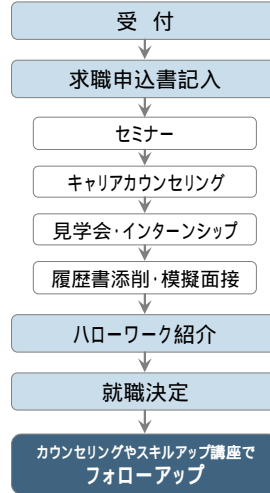 受 付
求職申込書記入
セミナー
キャリアカウンセリング
見学会・インターンシップ
履歴書添削・模擬面接
ハローワーク紹介
就職決定
カウンセリングやスキルアップ講座で
フォローアップ